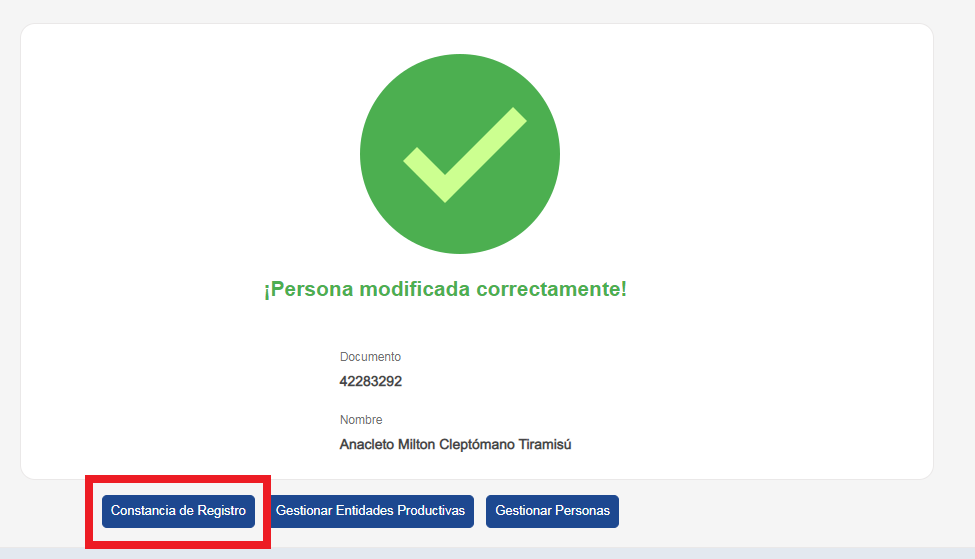 ¡Persona modificada correctamente!
Documento
42283292
Nombre
Anacleto Milton Cleptómano Tiramisú
Constancia de Registro
Gestionar Entidades Productivas
Gestionar Personas